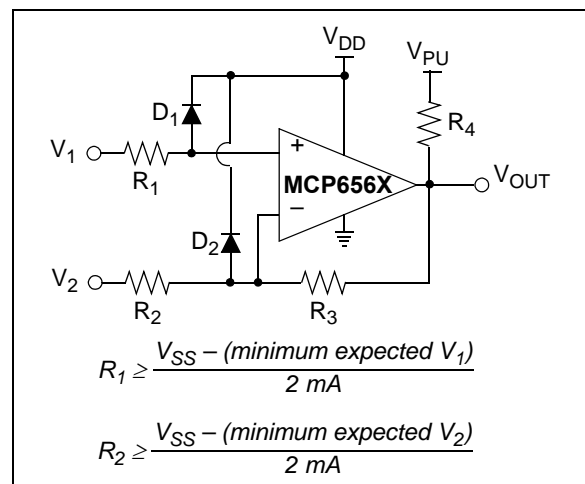 V_DD
V_PU
D_1
R_4
V_1
R_1
+
MCP656X
V_OUT
–
D_2
V_2
R_2
R_3
R_1 ≥ V_SS – (minimum expected V_1)
2 mA
R_2 ≥ V_SS – (minimum expected V_2)
2 mA